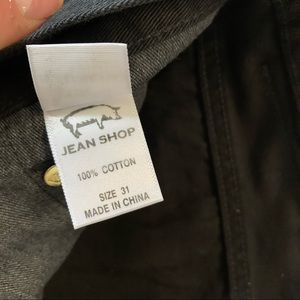 JEAN SHOP
100% COTTON
SIZE 31
MADE IN CHINA